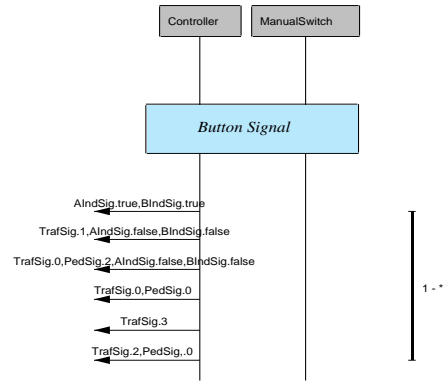 Controller
ManualSwitch
Button Signal
AIndSig.true,BIndSig.true
TrafSig.1,AIndSig.false,BIndSig.false
TrafSig.0,PedSig.2,AIndSig.false,BIndSig.false
TrafSig.0,PedSig.0
1 - *
TrafSig.3
TrafSig.2,PedSig,.0